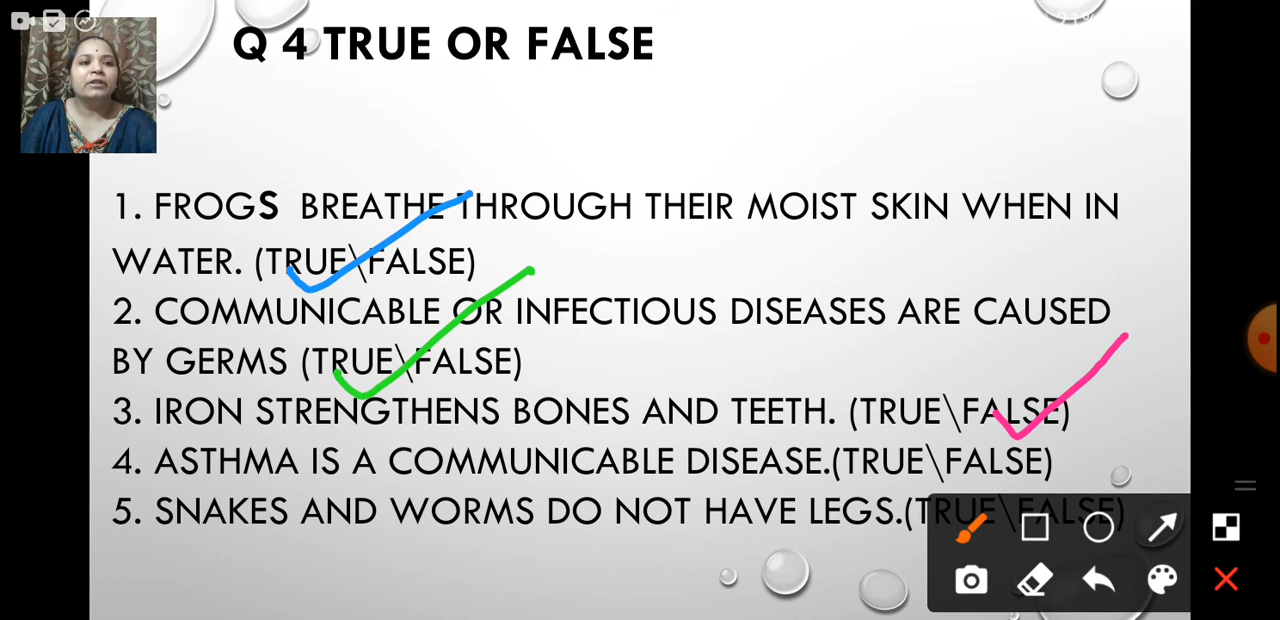 Q 4 TRUE OR FALSE
1. FROGS BREATHE THROUGH THEIR MOIST SKIN WHEN IN
WATER. (TRUE\FALSE)
2. COMMUNICABLE OR INFECTIOUS DISEASES ARE CAUSED
BY GERMS (TRUE\FALSE)
3. IRON STRENGTHENS BONES AND TEETH. (TRUE\FALSE)
4. ASTHMA IS A COMMUNICABLE DISEASE.(TRUE\FALSE)
5. SNAKES AND WORMS DO NOT HAVE LEGS.(TRUE\FALSE)